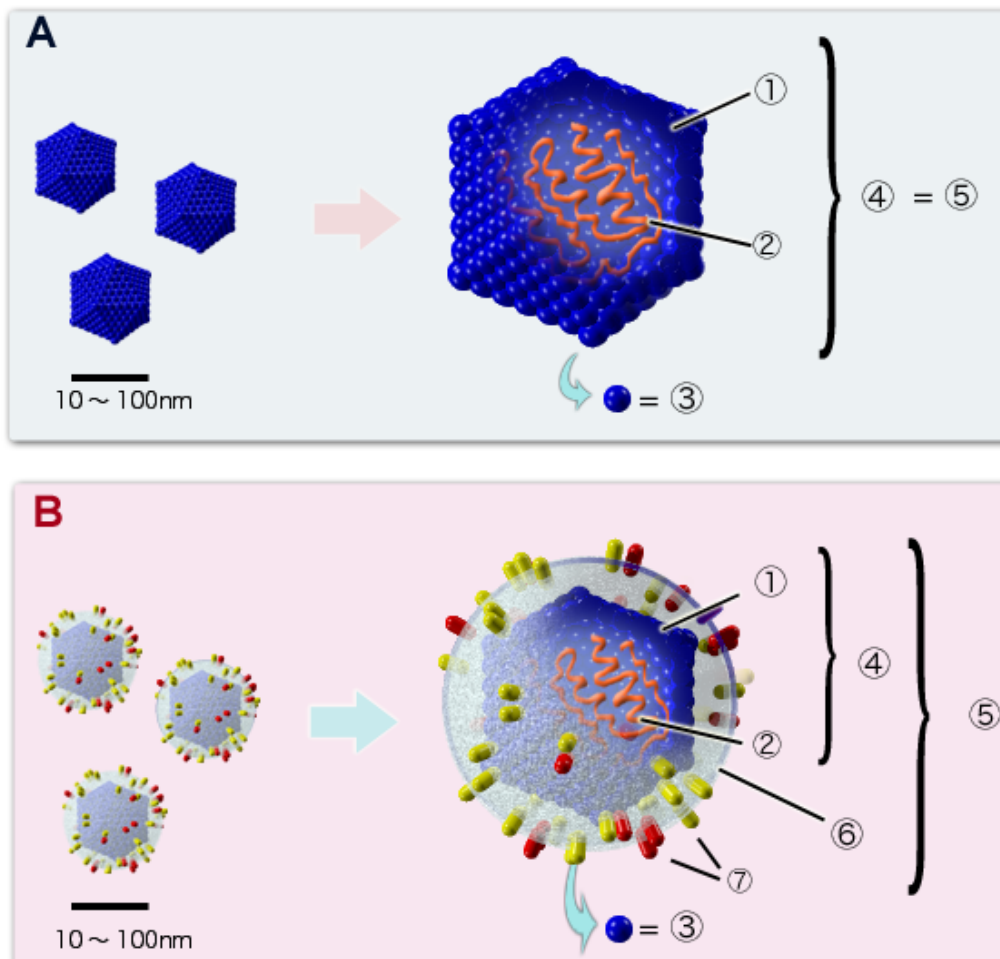 A
①
②
④ = ⑤
= ③
10 ～ 100nm
B
①
④
⑤
②
⑥
⑦
= ③
10 ～ 100nm